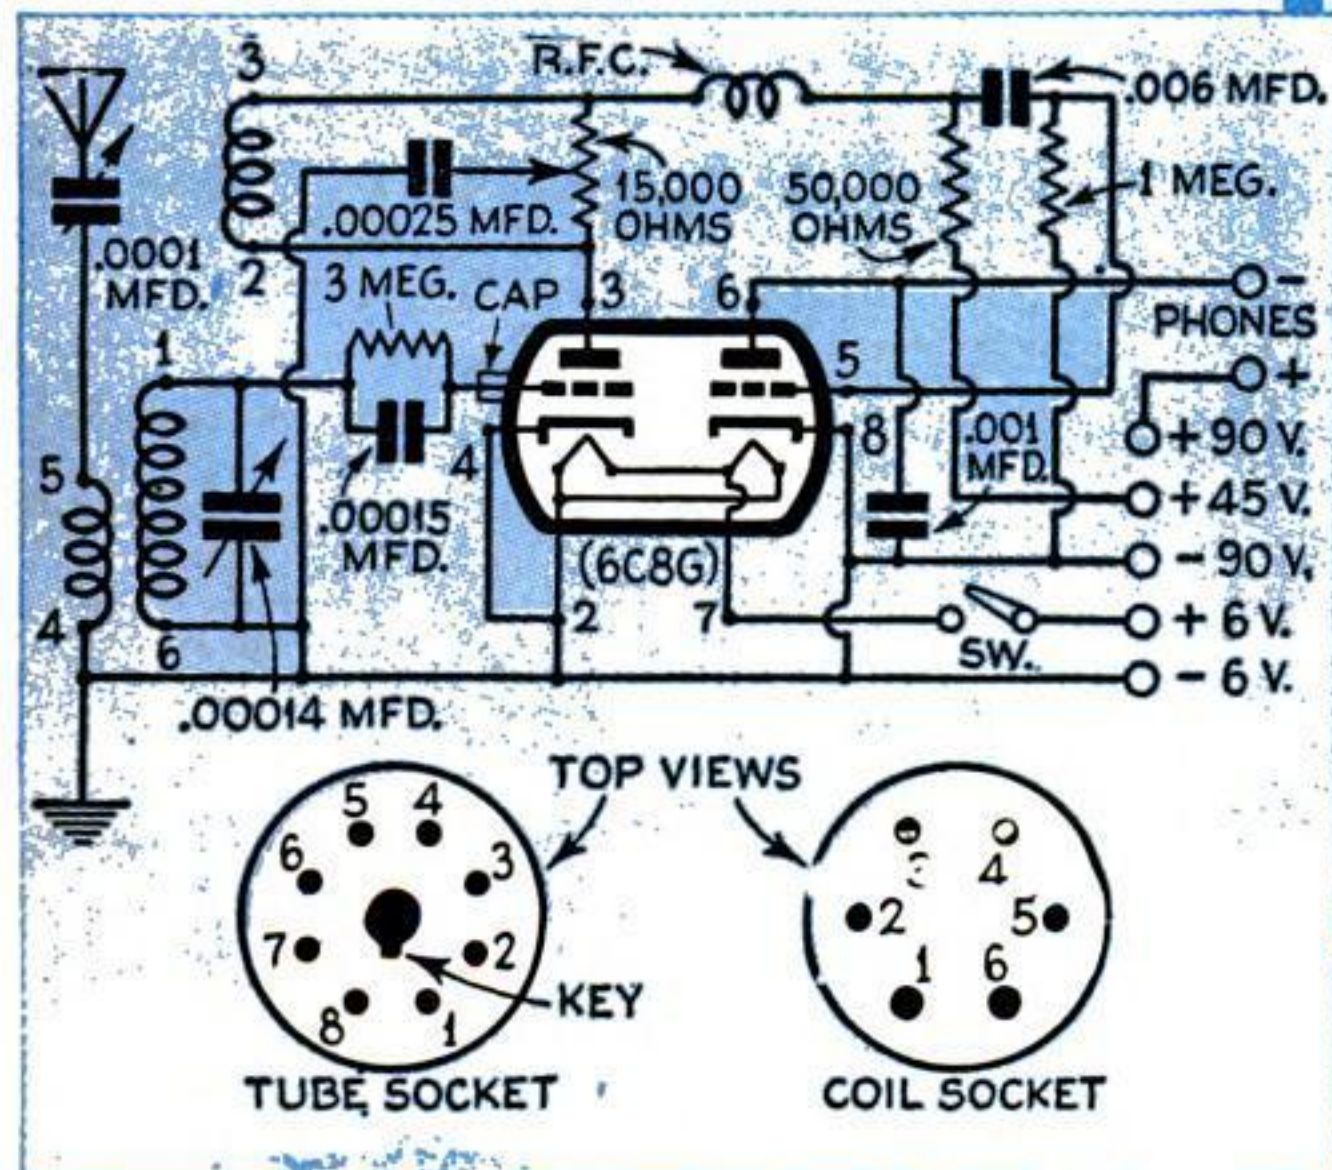 3
R.F.C.
.006 MFD.
15,000
OHMS
50,000
OHMS
1 MEG.
.00025 MFD.
.0001
MFD.
2
3 MEG.
CAP
3
6
-
PHONES
1
5
+
4
8
.001
MFD.
+ 90 V.
5
.00015
MFD.
+ 45 V.
(6C8G)
- 90 V.
4
6
2
7
SW.
+ 6 V.
- 6 V.
.00014 MFD.
TOP VIEWS
5 4
6 3
7 2
8 1
KEY
TUBE SOCKET
3 4
2 5
1 6
COIL SOCKET